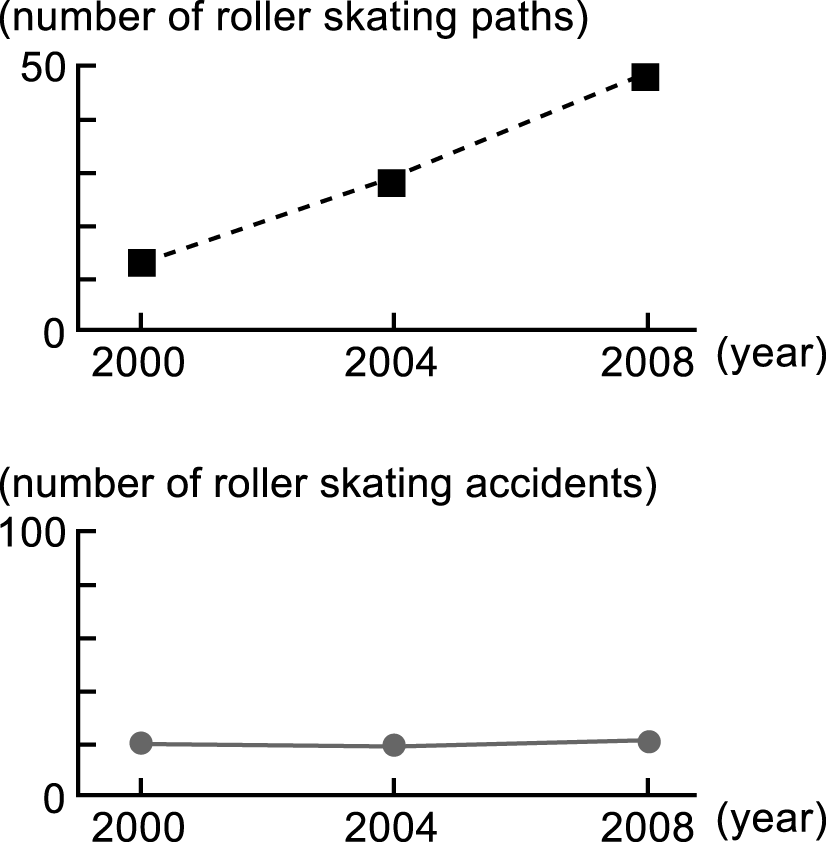 (number of roller skating paths)
50
0
2000 2004 2008 (year)
(number of roller skating accidents)
100
0
2000 2004 2008 (year)